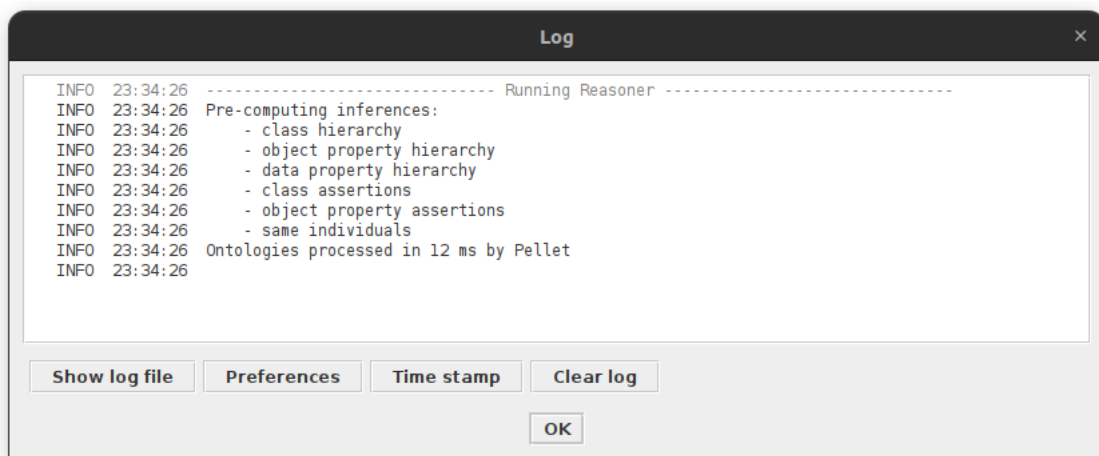 Log
×
INFO 23:34:26 ------------------------------- Running Reasoner -------------------------------
INFO 23:34:26 Pre-computing inferences:
INFO 23:34:26 - class hierarchy
INFO 23:34:26 - object property hierarchy
INFO 23:34:26 - data property hierarchy
INFO 23:34:26 - class assertions
INFO 23:34:26 - object property assertions
INFO 23:34:26 - same individuals
INFO 23:34:26 Ontologies processed in 12 ms by Pellet
INFO 23:34:26
Show log file Preferences Time stamp Clear log
OK